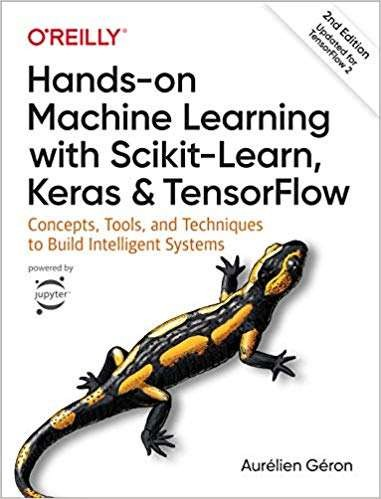 O'REILLY®
2nd Edition
Updated for
TensorFlow 2
Hands-on
Machine Learning
with Scikit-Learn,
Keras & TensorFlow
Concepts, Tools, and Techniques
to Build Intelligent Systems
powered by
jupyter
Aurélien Géron